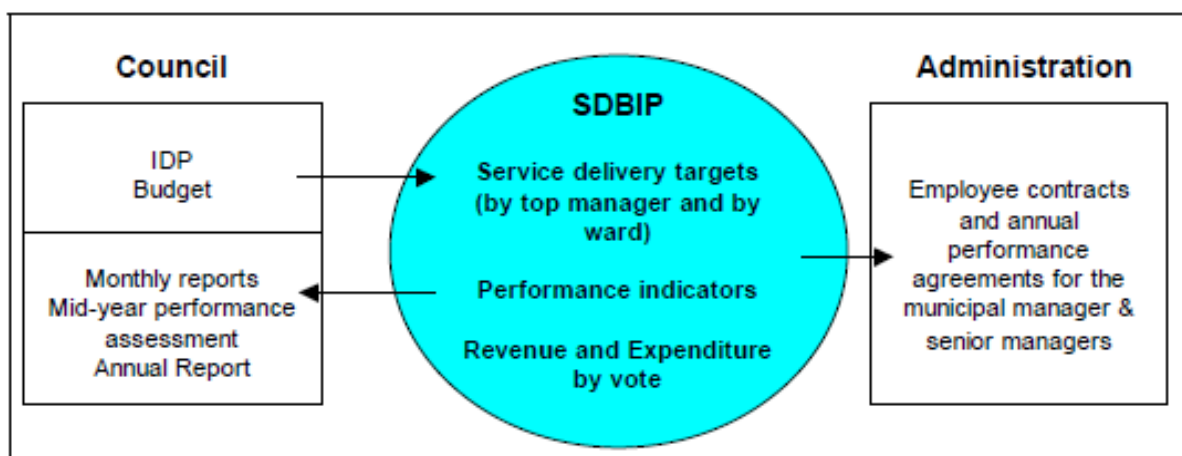 Council
IDP
Budget
Monthly reports
Mid-year performance
assessment
Annual Report
SDBIP
Service delivery targets
(by top manager and by
ward)
Performance indicators
Revenue and Expenditure
by vote
Administration
Employee contracts
and annual
performance
agreements for the
municipal manager &
senior managers